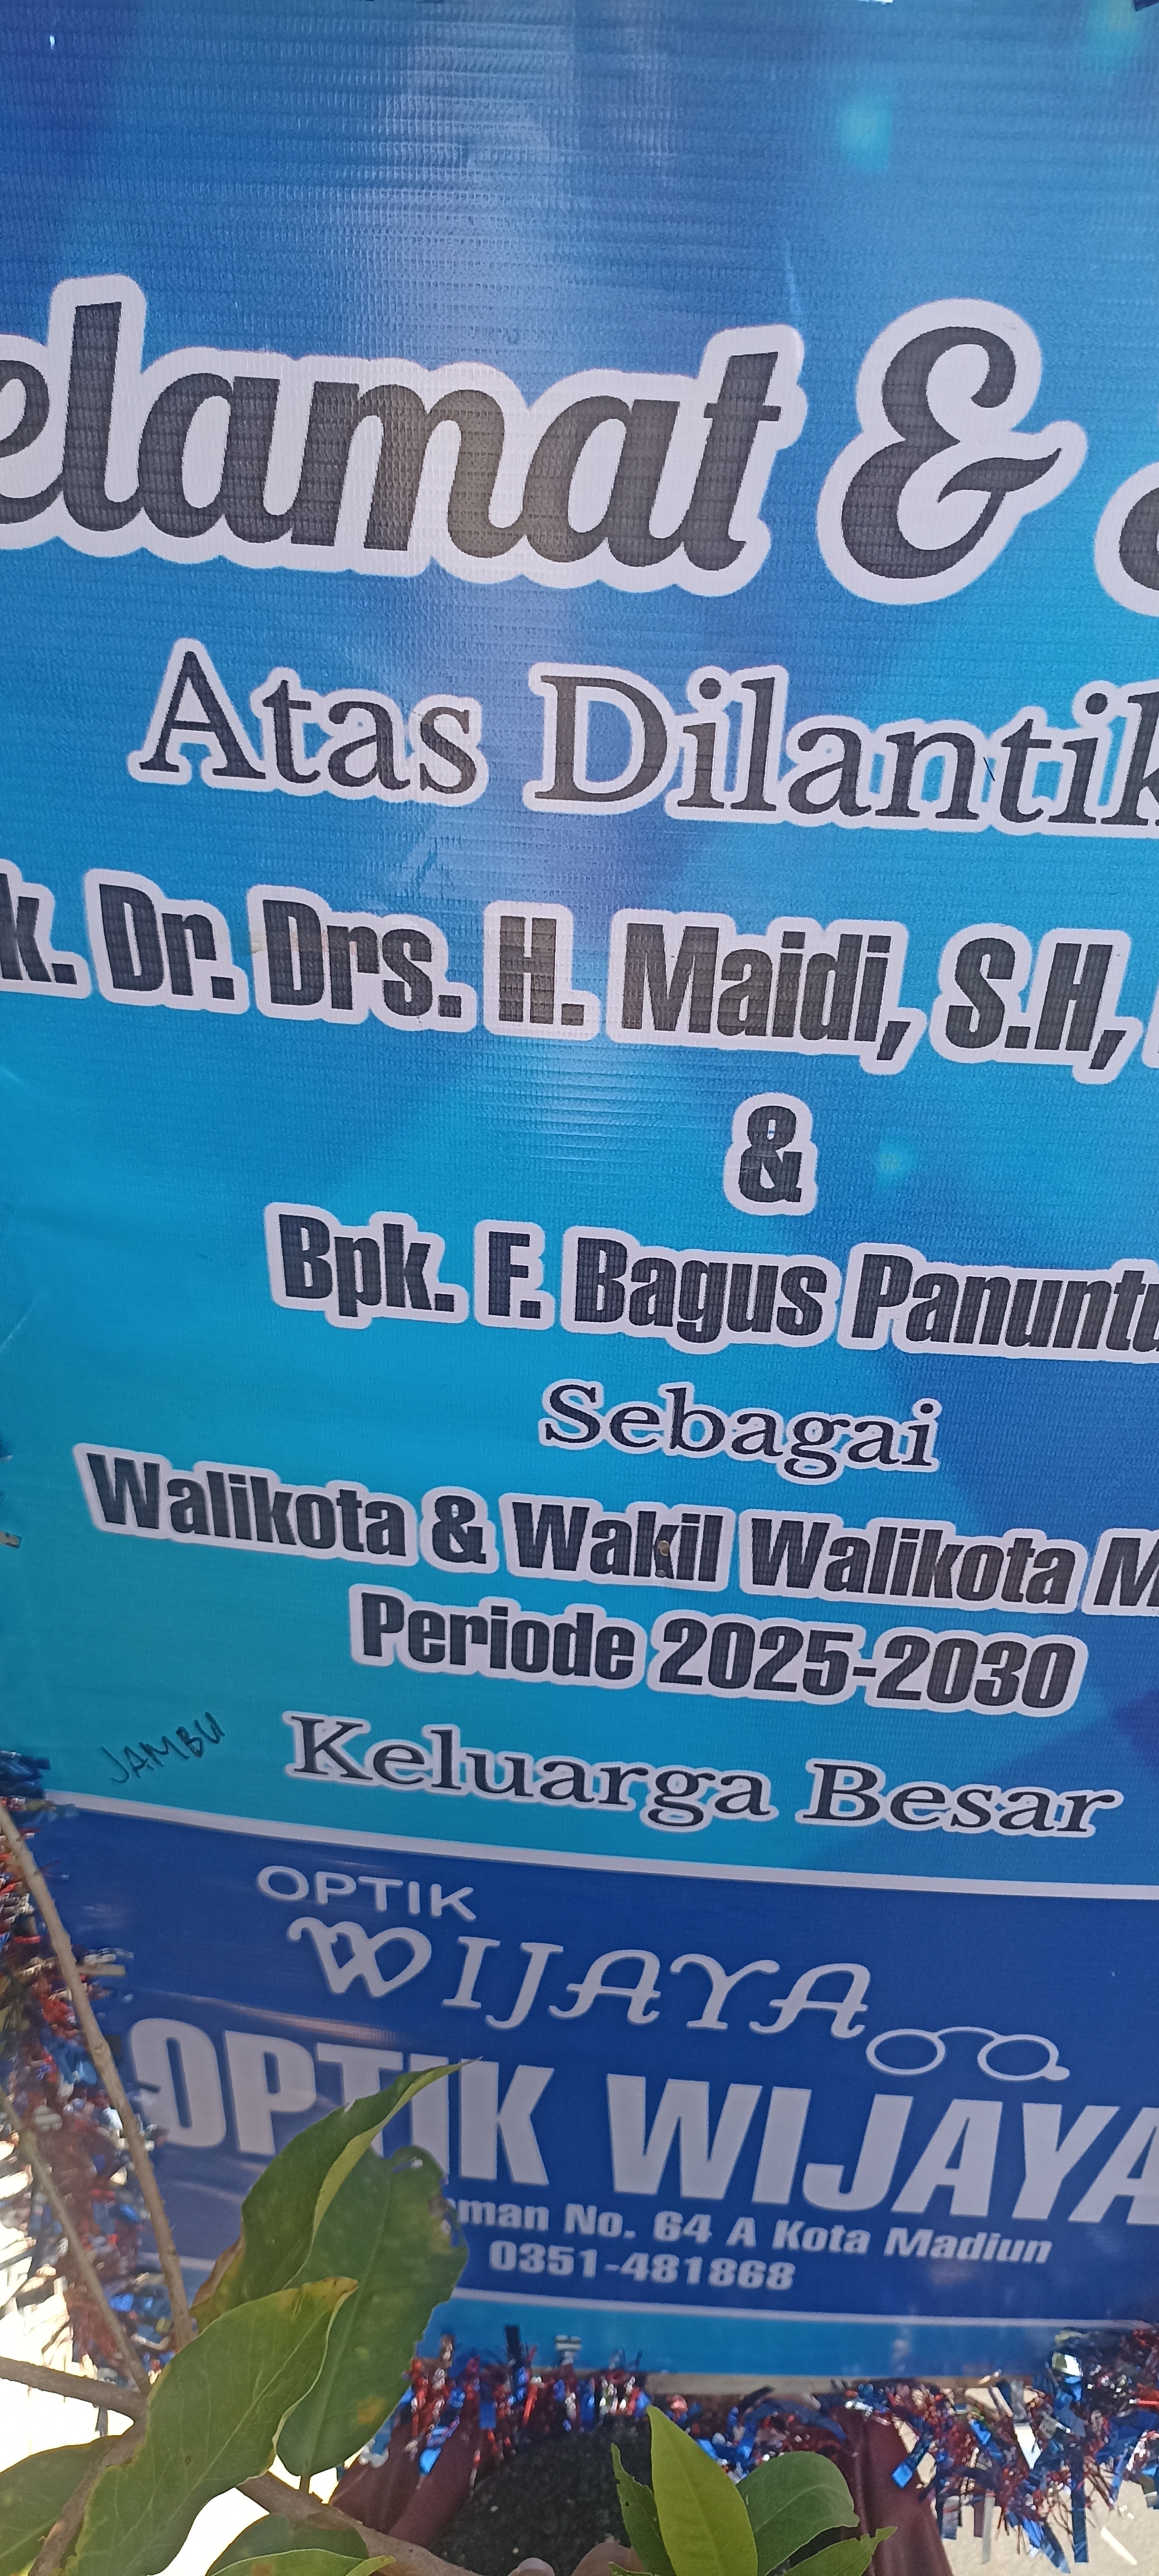 elamat &
Atas Dilantik
k. Dr. Drs. H. Maidi, S.H,
&
Bpk. F. Bagus Panuntu
Sebagai
Walikota & Wakil Walikota M
Periode 2025-2030
JAMBU
Keluarga Besar
OPTIK
WIJAYA
OPTIK WIJAYA
man No. 64 A Kota Madiun
0351-481868